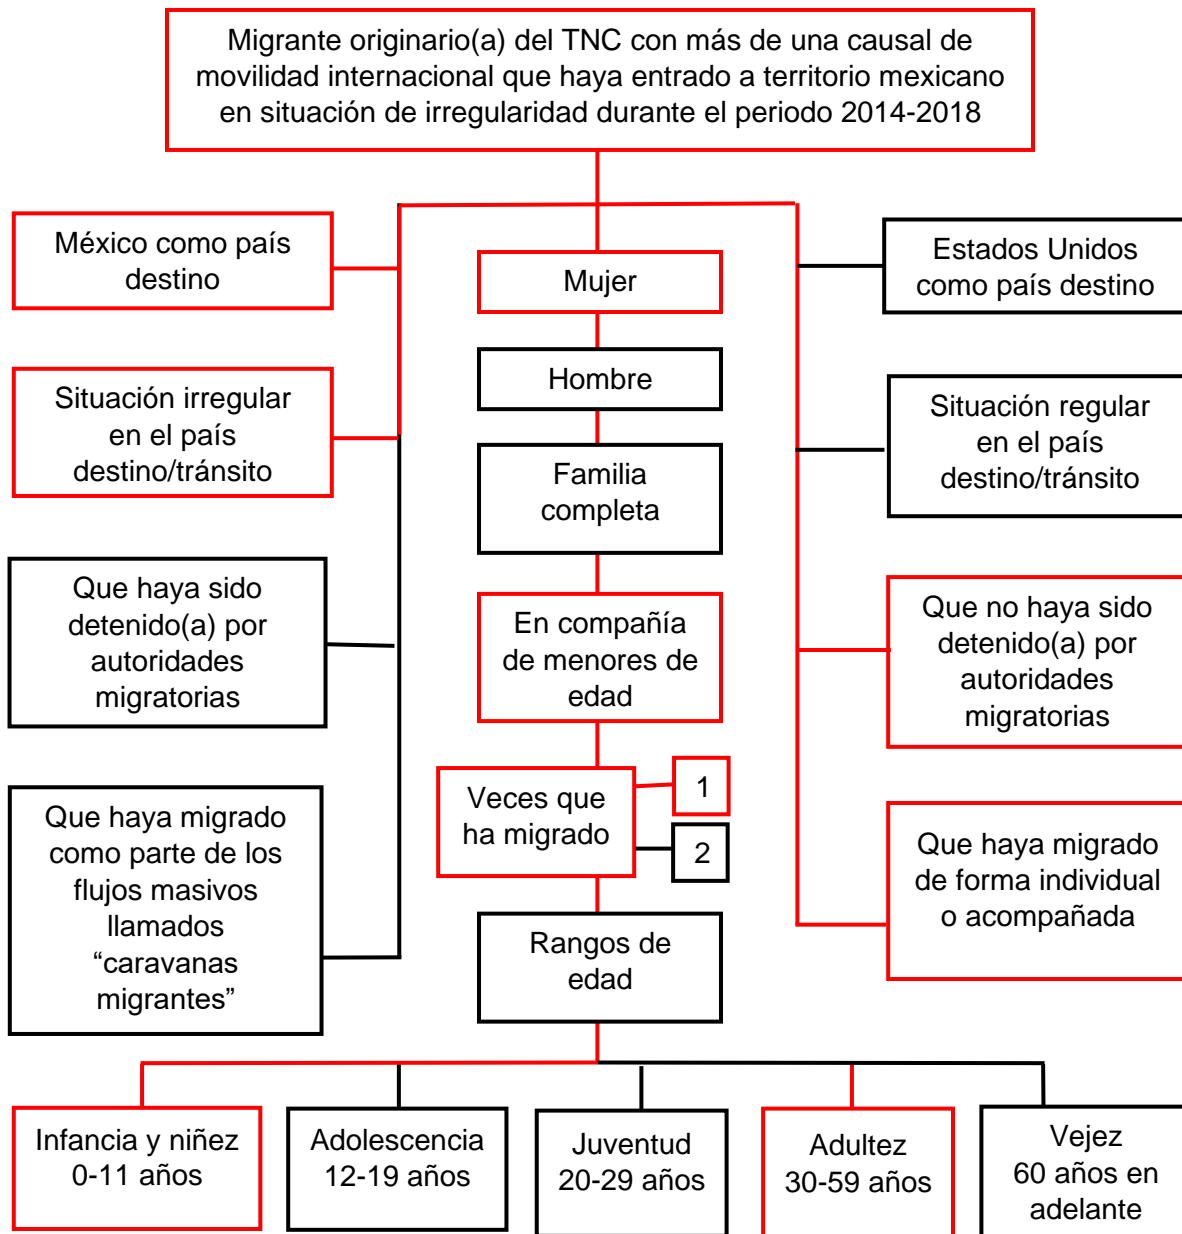 Migrante originario(a) del TNC con más de una causal de
movilidad internacional que haya entrado a territorio mexicano
en situación de irregularidad durante el periodo 2014-2018
México como país
destino
Mujer
Estados Unidos
como país destino
Hombre
Situación irregular
en el país
destino/tránsito
Situación regular
en el país
destino/tránsito
Familia
completa
Que haya sido
detenido(a) por
autoridades
migratorias
En compañía
de menores de
edad
Que no haya sido
detenido(a) por
autoridades
migratorias
Veces que
ha migrado
1
2
Que haya migrado
como parte de los
flujos masivos
llamados
“caravanas
migrantes”
Que haya migrado
de forma individual
o acompañada
Rangos de
edad
Infancia y niñez
0-11 años
Adolescencia
12-19 años
Juventud
20-29 años
Adultez
30-59 años
Vejez
60 años en
adelante